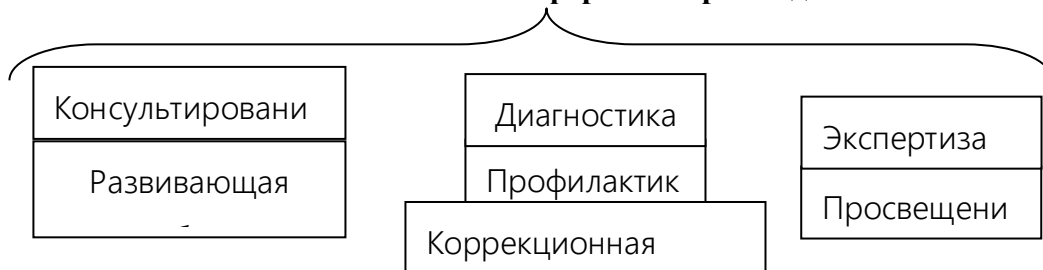 Консультировани
Развивающая
Диагностика
Профилактик
Коррекционная
Экспертиза
Просвещени